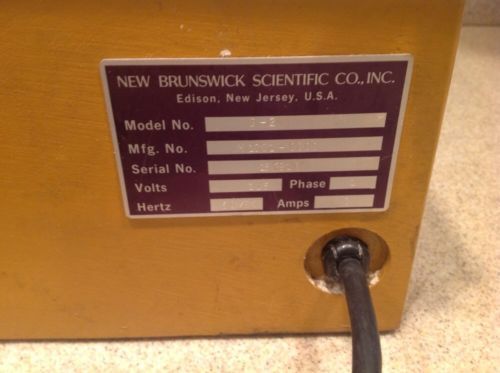 NEW BRUNSWICK SCIENTIFIC CO., INC.
Edison, New Jersey, U.S.A.
Model No.
Mfg. No.
Serial No.
Volts Phase
Hertz Amps